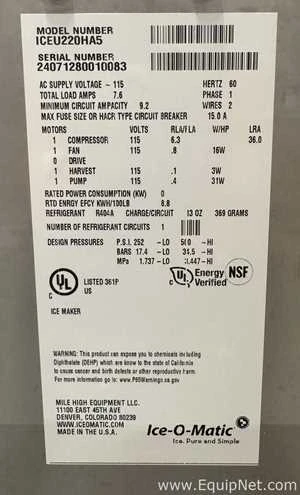 MODEL NUMBER
ICEU220HA5
SERIAL NUMBER
24071280010083
AC SUPPLY VOLTAGE - 115 HERTZ 60
TOTAL LOAD AMPS 7.6 PHASE 1
MINIMUM CIRCUIT AMPACITY 9.2 WIRES 2
MAX FUSE SIZE OR HACR TYPE CIRCUIT BREAKER 15.0 A
MOTORS VOLTS RLA/FLA W/HP LRA
1 COMPRESSOR 115 6.3 36.0
1 FAN 115 .8 16W
0 DRIVE
1 HARVEST 115 .1 3W
1 PUMP 115 .4 31W
RATED POWER CONSUMPTION (KW) 0
RTD ENRGY EFCY KWH/100LB 8.8
REFRIGERANT R404A CHARGE/CIRCUIT 13 OZ 369 GRAMS
NUMBER OF REFRIGERANT CIRCUITS 1
DESIGN PRESSURES P.S.I. 252 -LO 500 -HI
BARS 17.4 -LO 34.5 -HI
MPa 1.737 -LO 3.447 -HI
UL LISTED 361P
US
UL Energy
Verified
NSF
ICE MAKER
WARNING: This product can expose you to chemicals including
Diphthelate (DEHP) which are known to the state of California
to cause cancer and birth defects or other reproductive harm.
For more information go to www.P65Warnings.ca.gov
MILE HIGH EQUIPMENT LLC.
11100 EAST 45TH AVE
DENVER, COLORADO 80239
WWW.ICEOMATIC.COM
MADE IN THE U.S.A.
Ice-O-Matic
Ice. Pure and Simple
© www.EquipNet.com